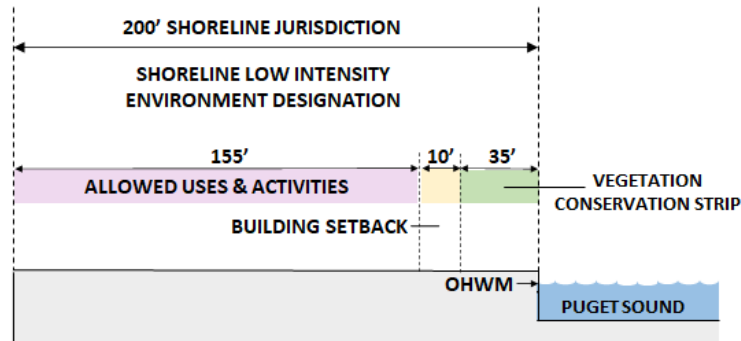 200’ SHORELINE JURISDICTION
SHORELINE LOW INTENSITY
ENVIRONMENT DESIGNATION
155’
10’
35’
ALLOWED USES & ACTIVITIES
VEGETATION
CONSERVATION STRIP
BUILDING SETBACK
OHWM
PUGET SOUND